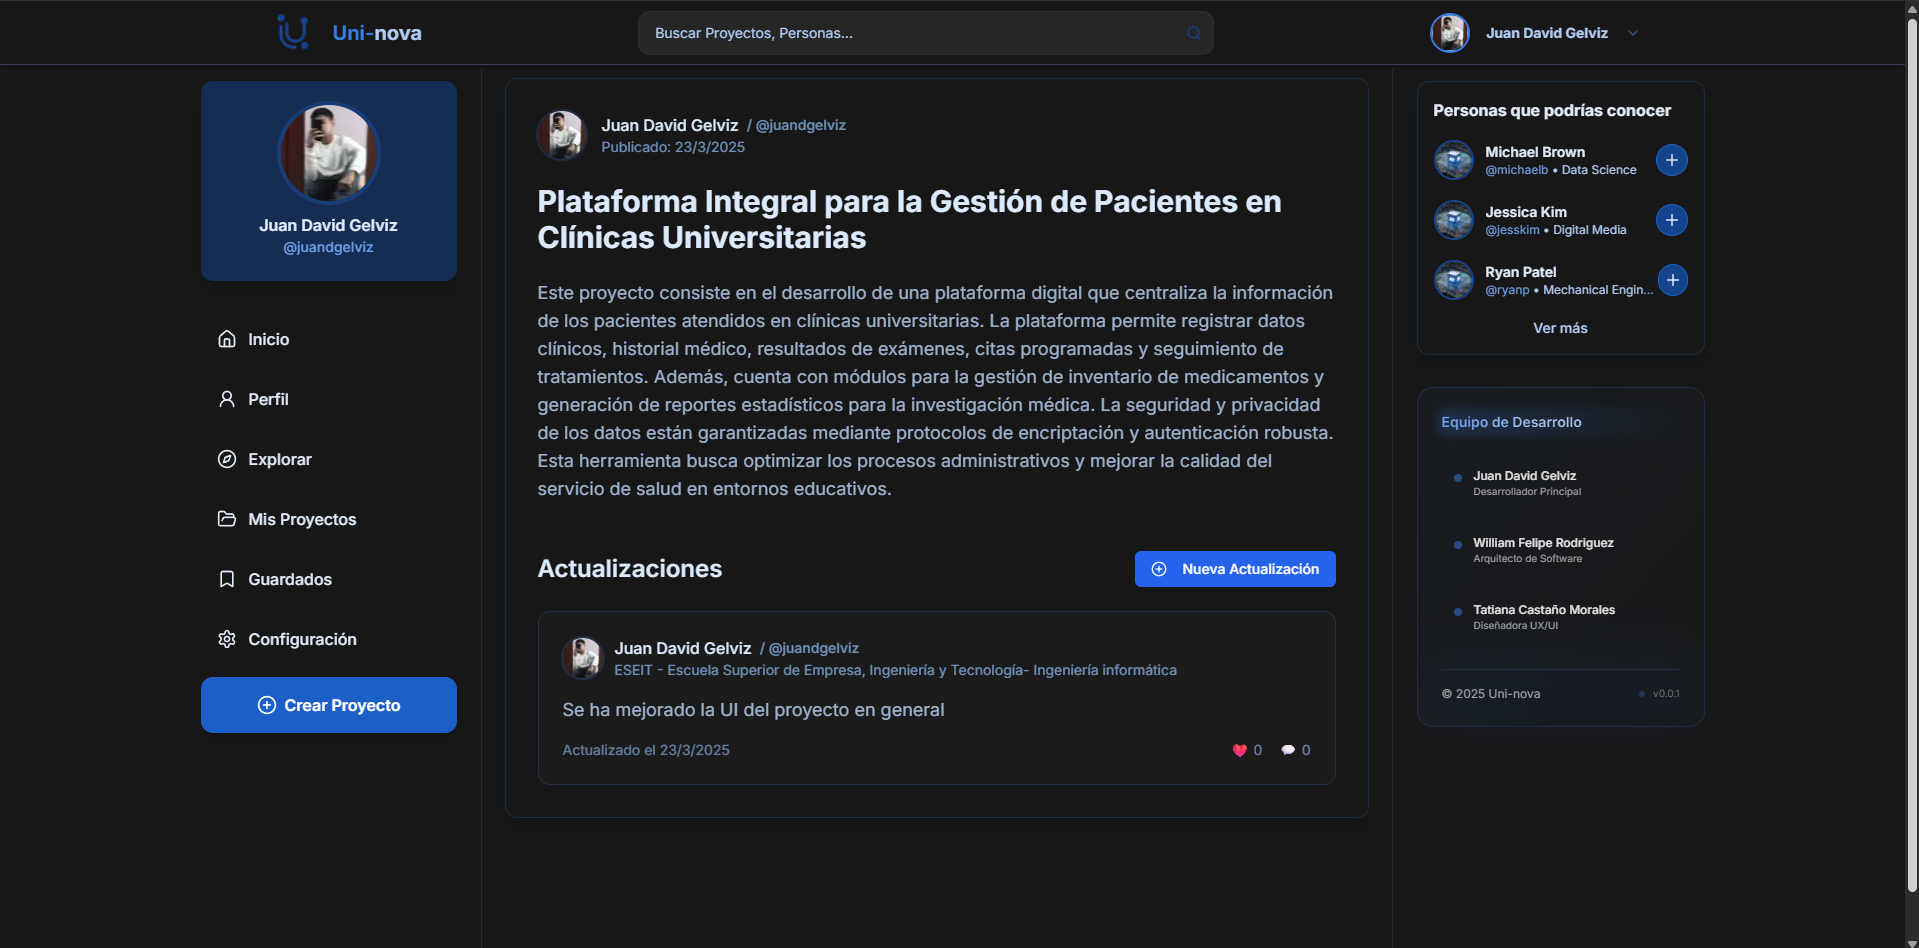 Uni-nova
Buscar Proyectos, Personas...
Juan David Gelviz
Juan David Gelviz
@juandgelviz
Inicio
Perfil
Explorar
Mis Proyectos
Guardados
Configuración
Crear Proyecto
Juan David Gelviz / @juandgelviz
Publicado: 23/3/2025
Plataforma Integral para la Gestión de Pacientes en
Clínicas Universitarias
Este proyecto consiste en el desarrollo de una plataforma digital que centraliza la información
de los pacientes atendidos en clínicas universitarias. La plataforma permite registrar datos
clínicos, historial médico, resultados de exámenes, citas programadas y seguimiento de
tratamientos. Además, cuenta con módulos para la gestión de inventario de medicamentos y
generación de reportes estadísticos para la investigación médica. La seguridad y privacidad
de los datos están garantizadas mediante protocolos de encriptación y autenticación robusta.
Esta herramienta busca optimizar los procesos administrativos y mejorar la calidad del
servicio de salud en entornos educativos.
Actualizaciones
Nueva Actualización
Juan David Gelviz / @juandgelviz
ESEIT - Escuela Superior de Empresa, Ingeniería y Tecnología- Ingeniería informática
Se ha mejorado la UI del proyecto en general
Actualizado el 23/3/2025
0
0
Personas que podrías conocer
Michael Brown
@michaelb • Data Science
Jessica Kim
@jesskim • Digital Media
Ryan Patel
@ryanp • Mechanical Engin...
Ver más
Equipo de Desarrollo
Juan David Gelviz
Desarrollador Principal
William Felipe Rodriguez
Arquitecto de Software
Tatiana Castaño Morales
Diseñadora UX/UI
© 2025 Uni-nova
v0.0.1